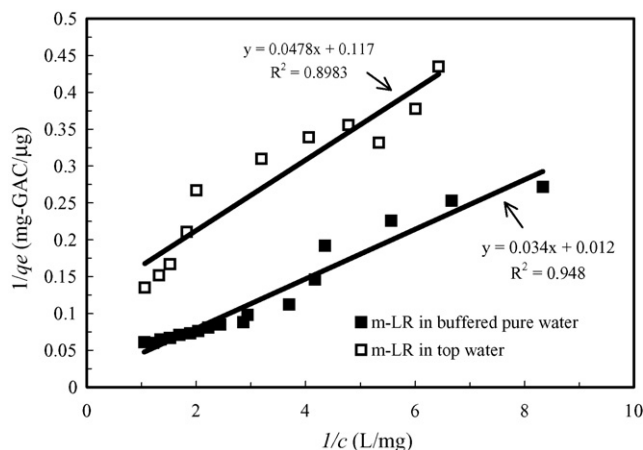 0.5
0.45
0.4
0.35
0.3
0.25
0.2
0.15
0.1
0.05
0
1/qe (mg-GAC/µg)
y = 0.0478x + 0.117
R² = 0.8983
y = 0.034x + 0.012
R² = 0.948
m-LR in buffered pure water
m-LR in top water
0 2 4 6 8 10
1/c (L/mg)